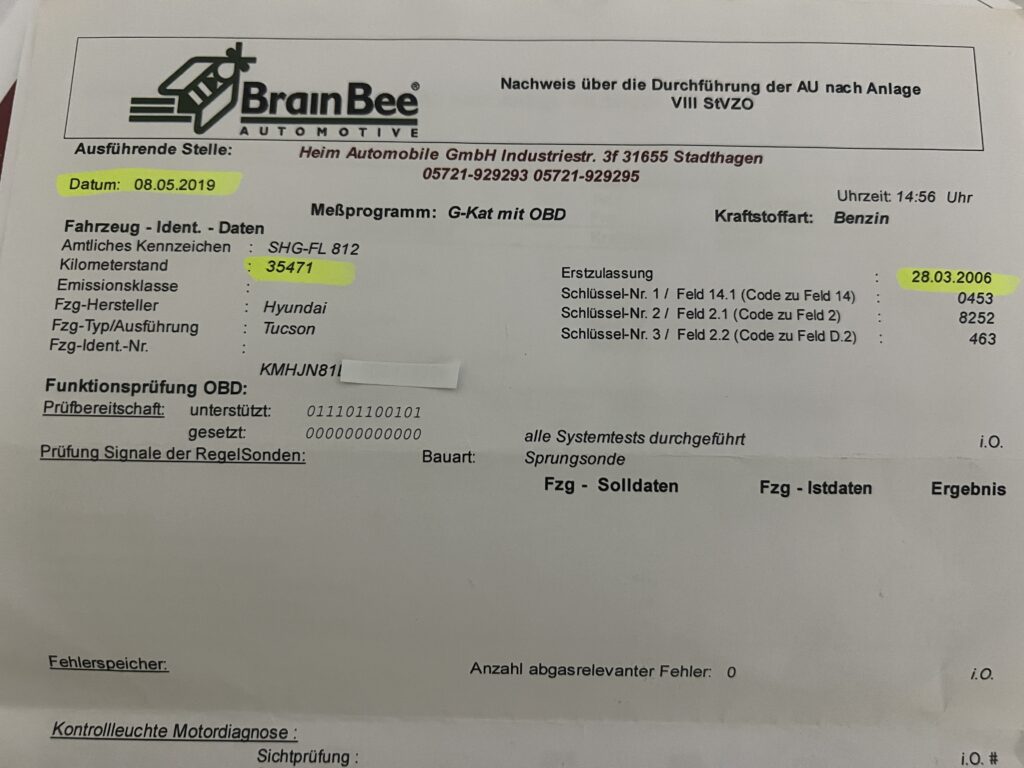 BrainBee®
AUTOMOTIVE
Nachweis über die Durchführung der AU nach Anlage
VIII StVZO
Ausführende Stelle: Heim Automobile GmbH Industriestr. 3f 31655 Stadthagen
05721-929293 05721-929295
Datum: 08.05.2019 Uhrzeit: 14:56 Uhr
Meßprogramm: G-Kat mit OBD Kraftstoffart: Benzin
Fahrzeug - Ident. - Daten
Amtliches Kennzeichen : SHG-FL 812
Kilometerstand : 35471 Erstzulassung : 28.03.2006
Emissionsklasse : Schlüssel-Nr. 1 / Feld 14.1 (Code zu Feld 14) : 0453
Fzg-Hersteller : Hyundai Schlüssel-Nr. 2 / Feld 2.1 (Code zu Feld 2) : 8252
Fzg-Typ/Ausführung : Tucson Schlüssel-Nr. 3 / Feld 2.2 (Code zu Feld D.2) : 463
Fzg-Ident.-Nr. :
KMHJN81
Funktionsprüfung OBD:
Prüfbereitschaft: unterstützt: 011101100101
gesetzt: 000000000000 alle Systemtests durchgeführt i.O.
Prüfung Signale der RegelSonden: Bauart: Sprungsonde
Fzg - Solldaten Fzg - Istdaten Ergebnis
Fehlerspeicher: Anzahl abgasrelevanter Fehler: 0 i.O.
Kontrollleuchte Motordiagnose :
Sichtprüfung : i.O. #